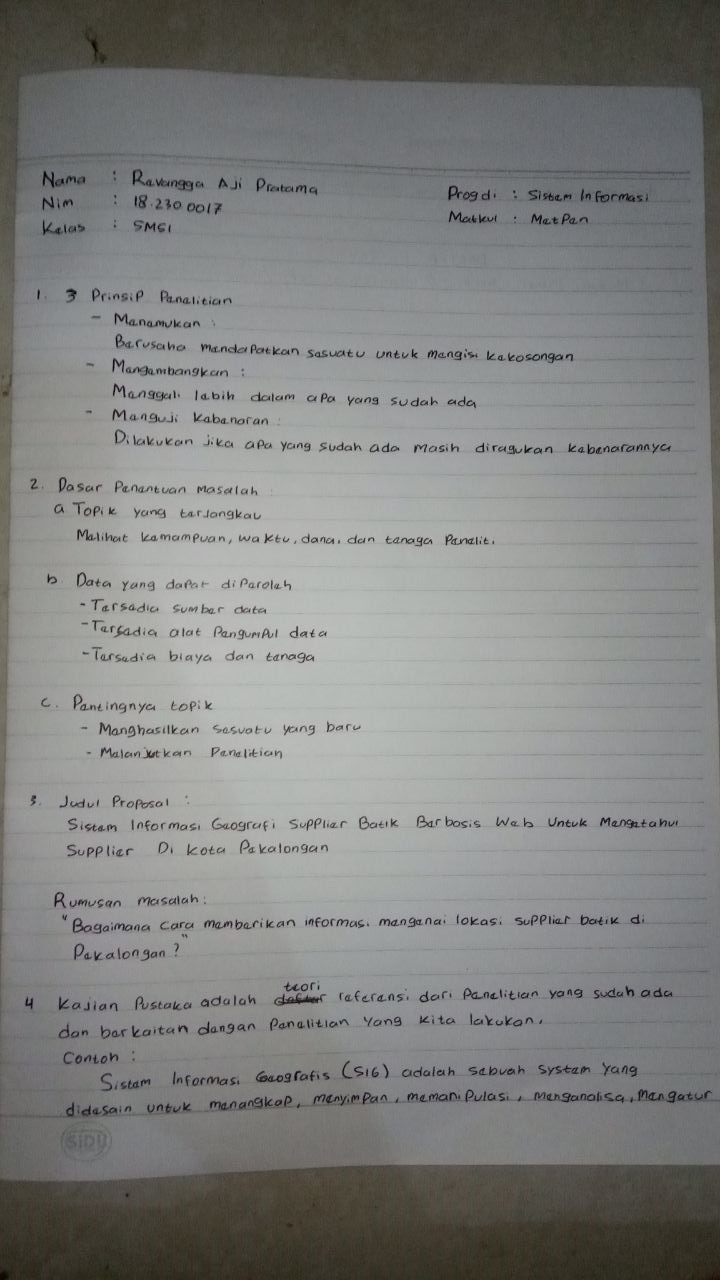 Nama : Revangga Aji Pratama
Progdi : Sistem Informasi
Nim : 18.230.0017
Matkul : MetPen
Kelas : 5MSI
1. 3 Prinsip Penelitian
- Menemukan :
Berusaha mendapatkan sesuatu untuk mengisi kekosongan
- Mengembangkan :
Menggali lebih dalam apa yang sudah ada
- Menguji kebenaran :
Dilakukan jika apa yang sudah ada masih diragukan kebenarannya
2. Dasar Penentuan Masalah :
a Topik yang terjangkau
Melihat kemampuan, waktu, dana, dan tenaga Peneliti
b Data yang dapat diperoleh
- Tersedia sumber data
- Tersedia alat Pengumpul data
- Tersedia biaya dan tenaga
c. Pentingnya topik
- Menghasilkan sesuatu yang baru
- Melanjutkan Penelitian
3. Judul Proposal :
Sistem Informasi Geografi Supplier Batik Berbasis Web Untuk Mengetahui
Supplier Di Kota Pekalongan
Rumusan masalah :
"Bagaimana cara memberikan informasi mengenai lokasi supplier batik di
Pekalongan ?"
4 Kajian Pustaka adalah teori referensi dari Penelitian yang sudah ada
dan berkaitan dengan Penelitian yang kita lakukan.
Contoh :
Sistem Informasi Geografis (SIG) adalah sebuah system yang
didesain untuk menangkap, menyimpan, memanipulasi, menganalisa, mengatur
SiDU